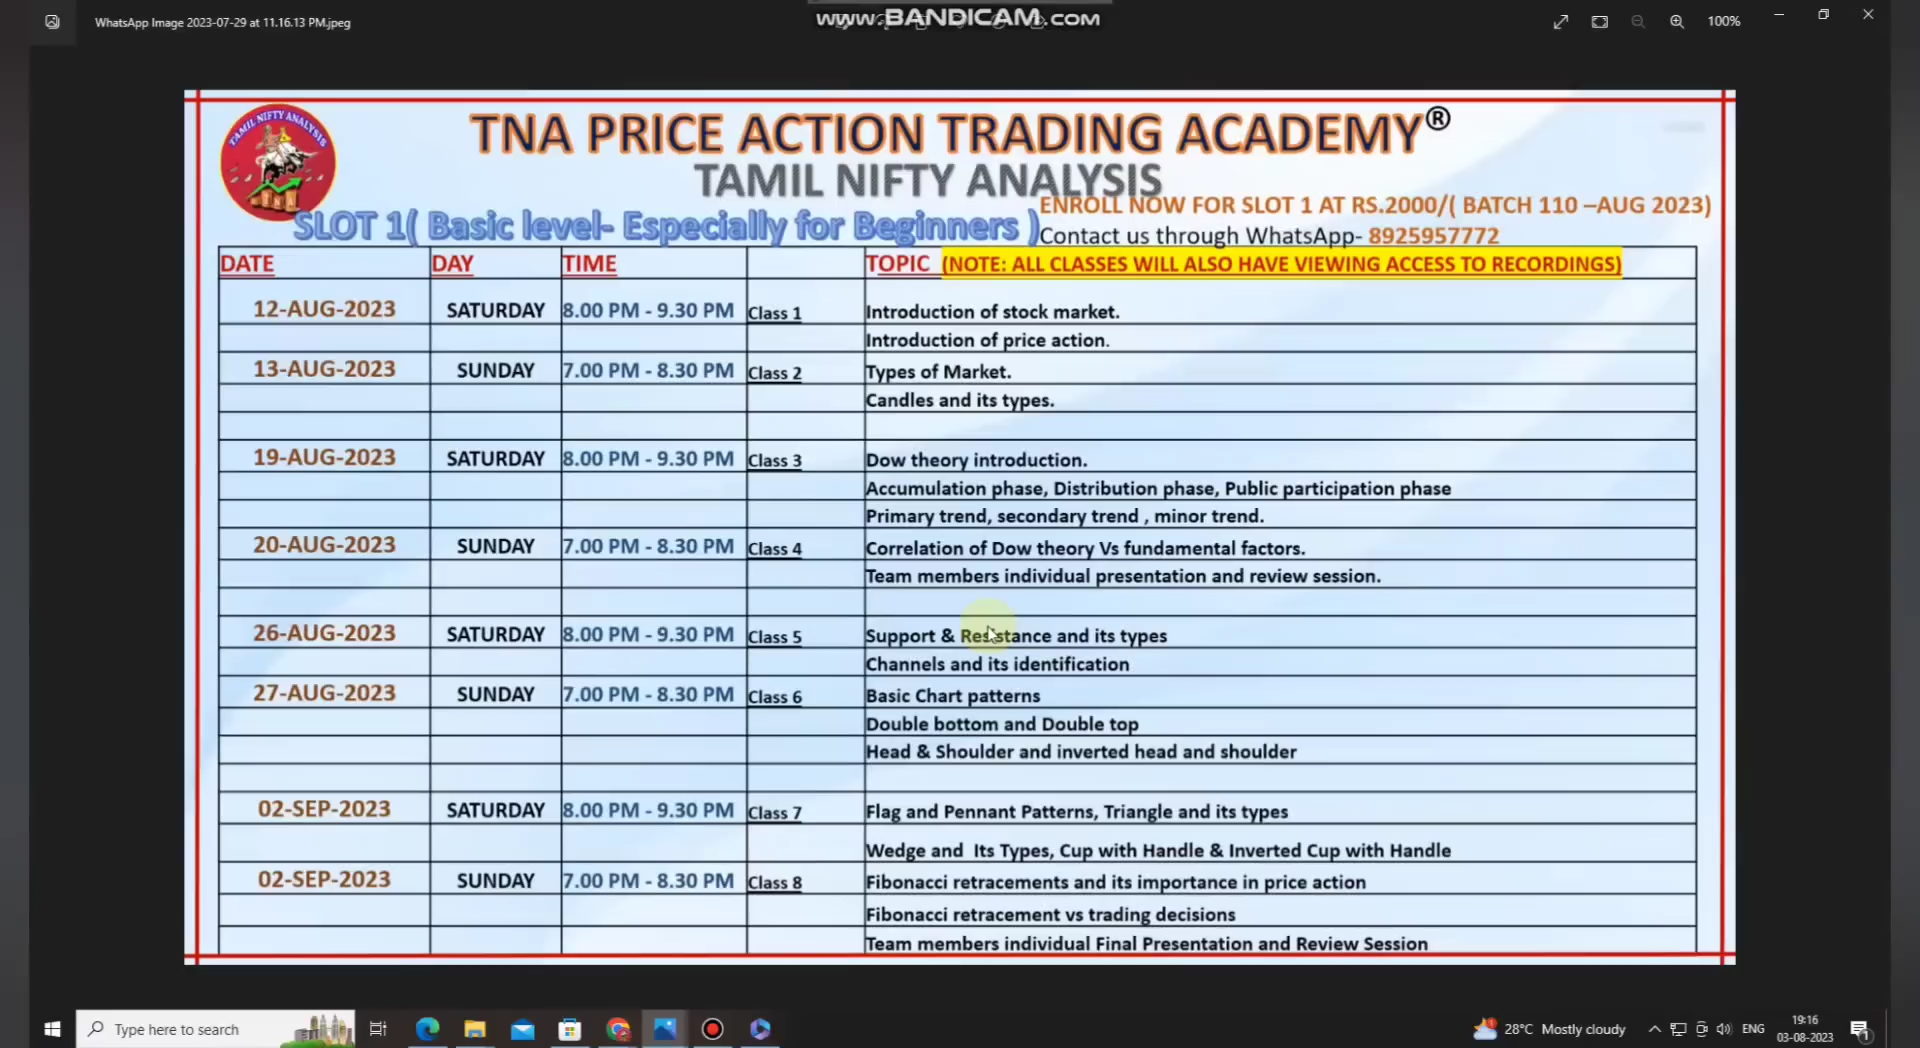 WhatsApp Image 2023-07-29 at 11.16.13 PM.jpeg
www.BANDICAM.com
100%
TAMIL NIFTY ANALYSIS
TNA
TNA PRICE ACTION TRADING ACADEMY®
TAMIL NIFTY ANALYSIS
ENROLL NOW FOR SLOT 1 AT RS.2000/( BATCH 110 –AUG 2023)
SLOT 1( Basic level- Especially for Beginners )
Contact us through WhatsApp- 8925957772
DATE DAY TIME TOPIC (NOTE: ALL CLASSES WILL ALSO HAVE VIEWING ACCESS TO RECORDINGS)
12-AUG-2023 SATURDAY 8.00 PM - 9.30 PM Class 1 Introduction of stock market.
Introduction of price action.
13-AUG-2023 SUNDAY 7.00 PM - 8.30 PM Class 2 Types of Market.
Candles and its types.
19-AUG-2023 SATURDAY 8.00 PM - 9.30 PM Class 3 Dow theory introduction.
Accumulation phase, Distribution phase, Public participation phase
Primary trend, secondary trend , minor trend.
20-AUG-2023 SUNDAY 7.00 PM - 8.30 PM Class 4 Correlation of Dow theory Vs fundamental factors.
Team members individual presentation and review session.
26-AUG-2023 SATURDAY 8.00 PM - 9.30 PM Class 5 Support & Resistance and its types
Channels and its identification
27-AUG-2023 SUNDAY 7.00 PM - 8.30 PM Class 6 Basic Chart patterns
Double bottom and Double top
Head & Shoulder and inverted head and shoulder
02-SEP-2023 SATURDAY 8.00 PM - 9.30 PM Class 7 Flag and Pennant Patterns, Triangle and its types
Wedge and Its Types, Cup with Handle & Inverted Cup with Handle
02-SEP-2023 SUNDAY 7.00 PM - 8.30 PM Class 8 Fibonacci retracements and its importance in price action
Fibonacci retracement vs trading decisions
Team members individual Final Presentation and Review Session
Type here to search
28°C Mostly cloudy
ENG
19:16
03-08-2023
1